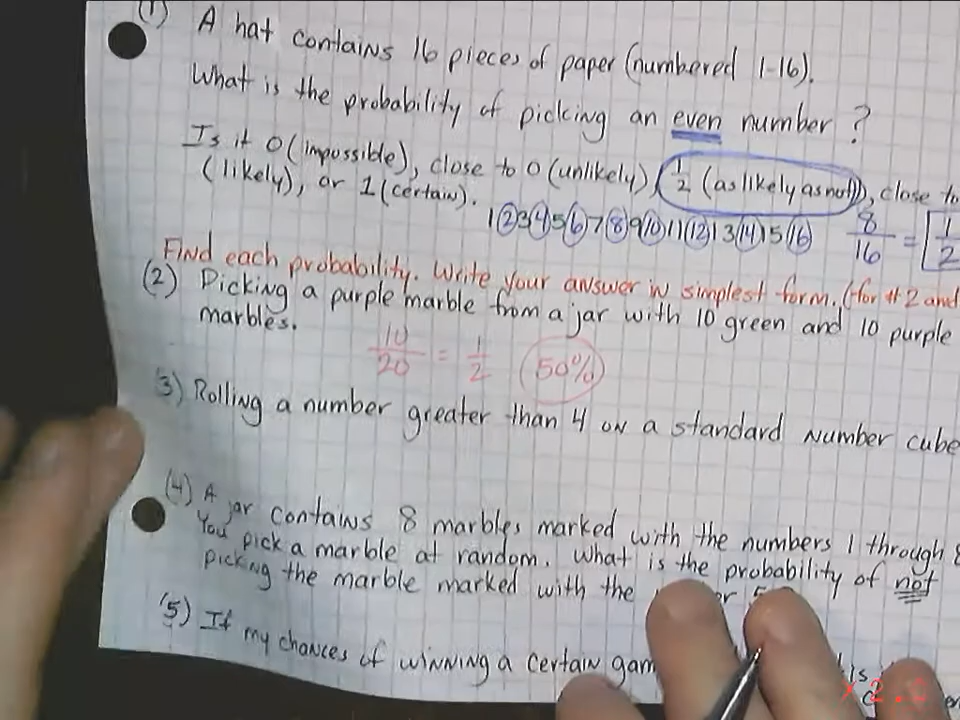 (1) A hat contains 16 pieces of paper (numbered 1-16).
What is the probability of picking an even number?
Is it 0 (impossible), close to 0 (unlikely), 1/2 (as likely as not), close to
(likely), or 1 (certain).
1 2 3 4 5 6 7 8 9 10 11 12 13 14 15 16 8/16 = 1/2
Find each probability. Write your answer in simplest form. (for #2 and
(2) Picking a purple marble from a jar with 10 green and 10 purple
marbles.
10/20 = 1/2 50%
3) Rolling a number greater than 4 on a standard number cube
(4) A jar contains 8 marbles marked with the numbers 1 through 8
You pick a marble at random. What is the probability of not
picking the marble marked with the
(5) If my chances of winning a certain gam is